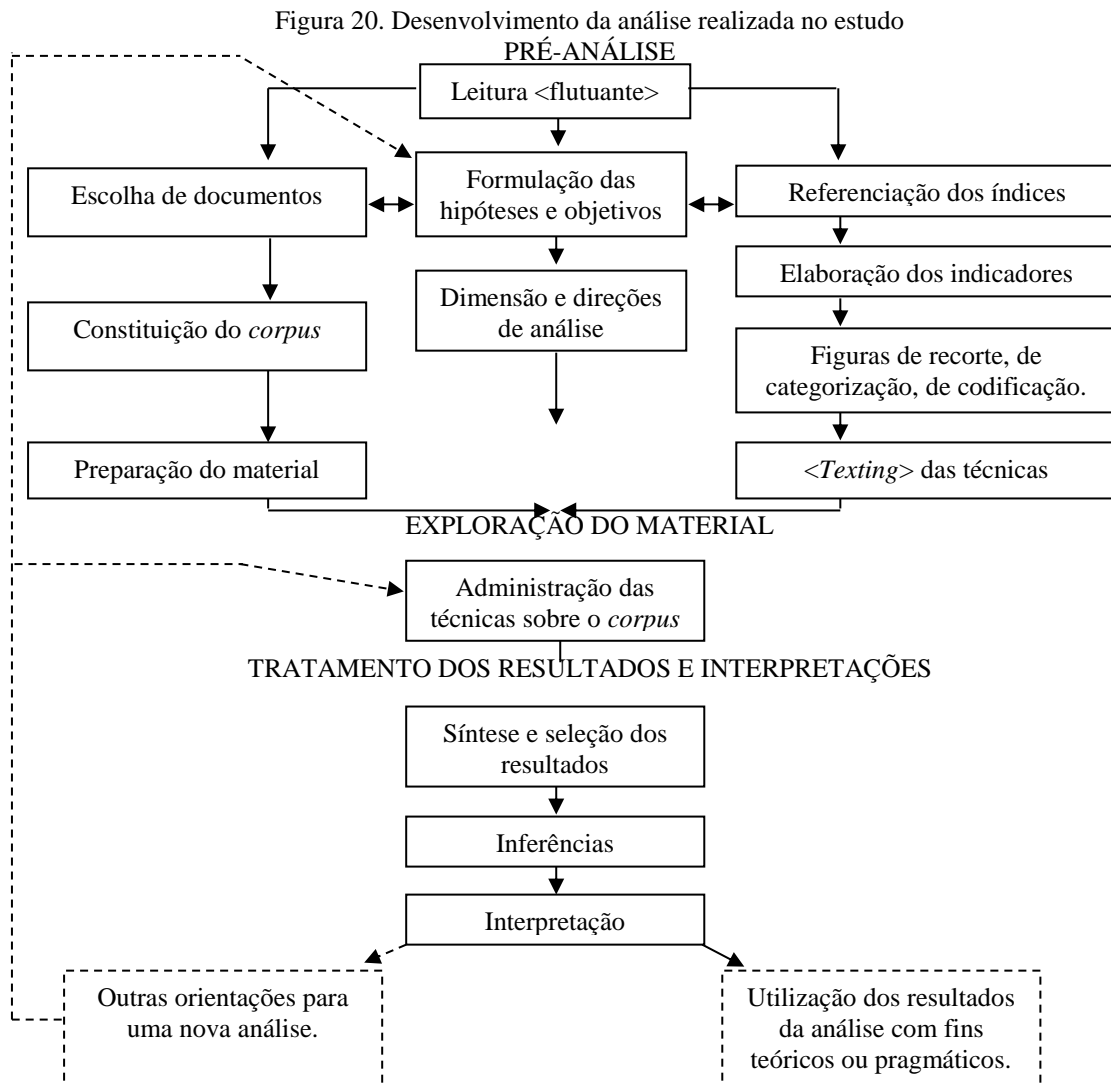 Figura 20. Desenvolvimento da análise realizada no estudo
PRÉ-ANÁLISE
Leitura <flutuante>
Escolha de documentos
Formulação das
hipóteses e objetivos
Referenciação dos índices
Elaboração dos indicadores
Constituição do corpus
Dimensão e direções
de análise
Figuras de recorte, de
categorização, de codificação.
Preparação do material
<Texting> das técnicas
EXPLORAÇÃO DO MATERIAL
Administração das
técnicas sobre o corpus
TRATAMENTO DOS RESULTADOS E INTERPRETAÇÕES
Síntese e seleção dos
resultados
Inferências
Interpretação
Outras orientações para
uma nova análise.
Utilização dos resultados
da análise com fins
teóricos ou pragmáticos.